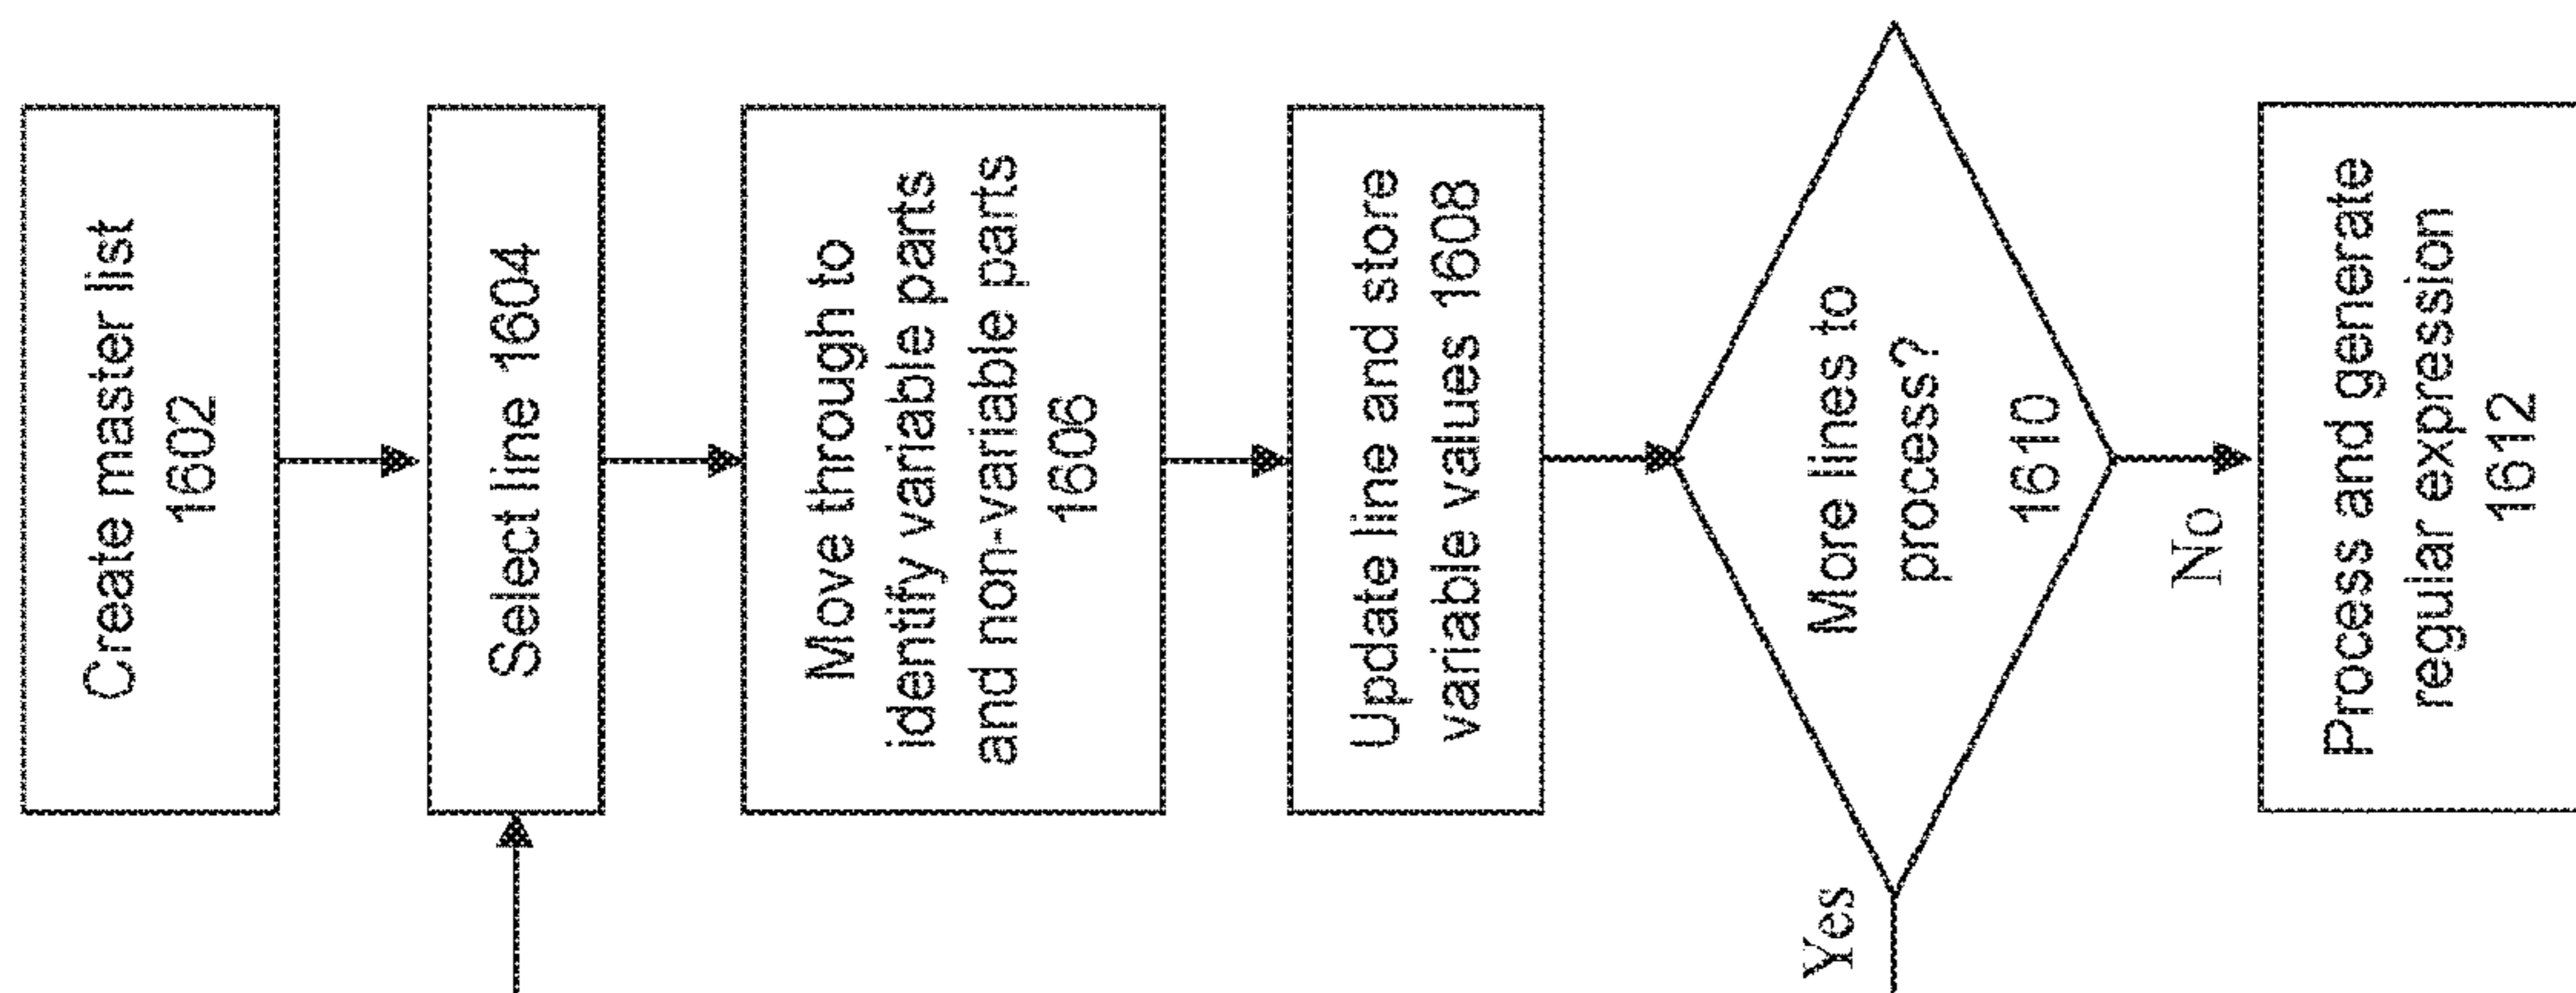 Create master list
1602
Select line 1604
Move through to
identify variable parts
and non-variable parts
1606
Update line and store
variable values 1608
More lines to
process?
1610
Yes
No
Process and generate
regular expression
1612